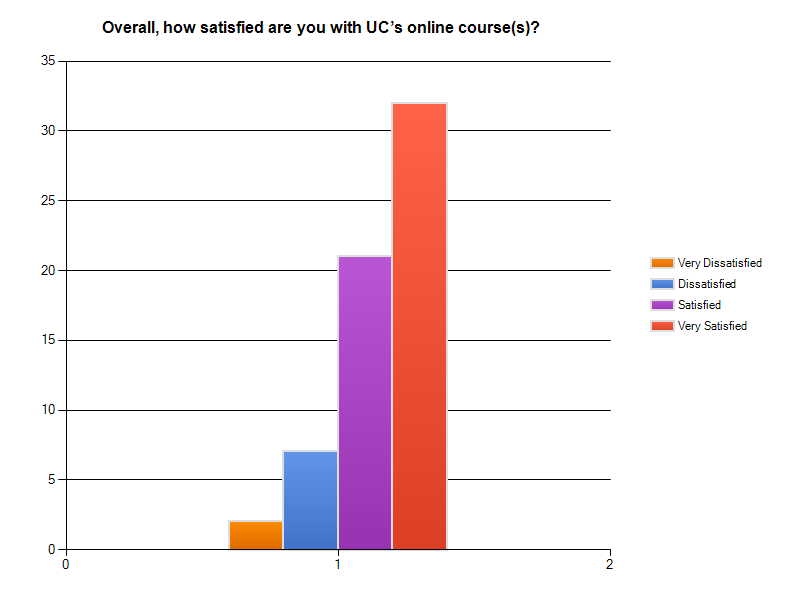 Overall, how satisfied are you with UC’s online course(s)?
35
30
25
20
15
10
5
0
0 1 2
Very Dissatisfied
Dissatisfied
Satisfied
Very Satisfied